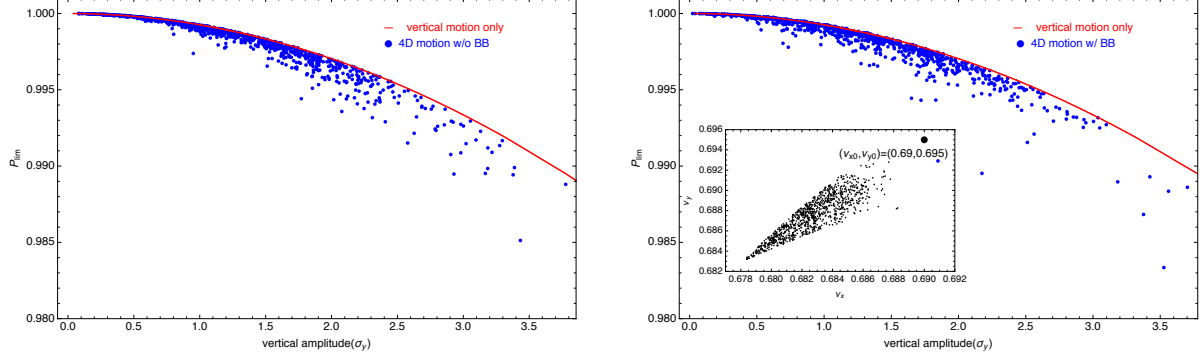 1.000
0.995
0.990
0.985
0.980
P_lim
vertical motion only
4D motion w/o BB
0.0 0.5 1.0 1.5 2.0 2.5 3.0 3.5
vertical amplitude(σ_y)
1.000
0.995
0.990
0.985
0.980
P_lim
vertical motion only
4D motion w/ BB
0.696
0.694
0.692
0.690
0.688
0.686
0.684
0.682
ν_y
(ν_x0,ν_y0)=(0.69,0.695)
0.678 0.680 0.682 0.684 0.686 0.688 0.690 0.692
ν_x
0.0 0.5 1.0 1.5 2.0 2.5 3.0 3.5
vertical amplitude(σ_y)